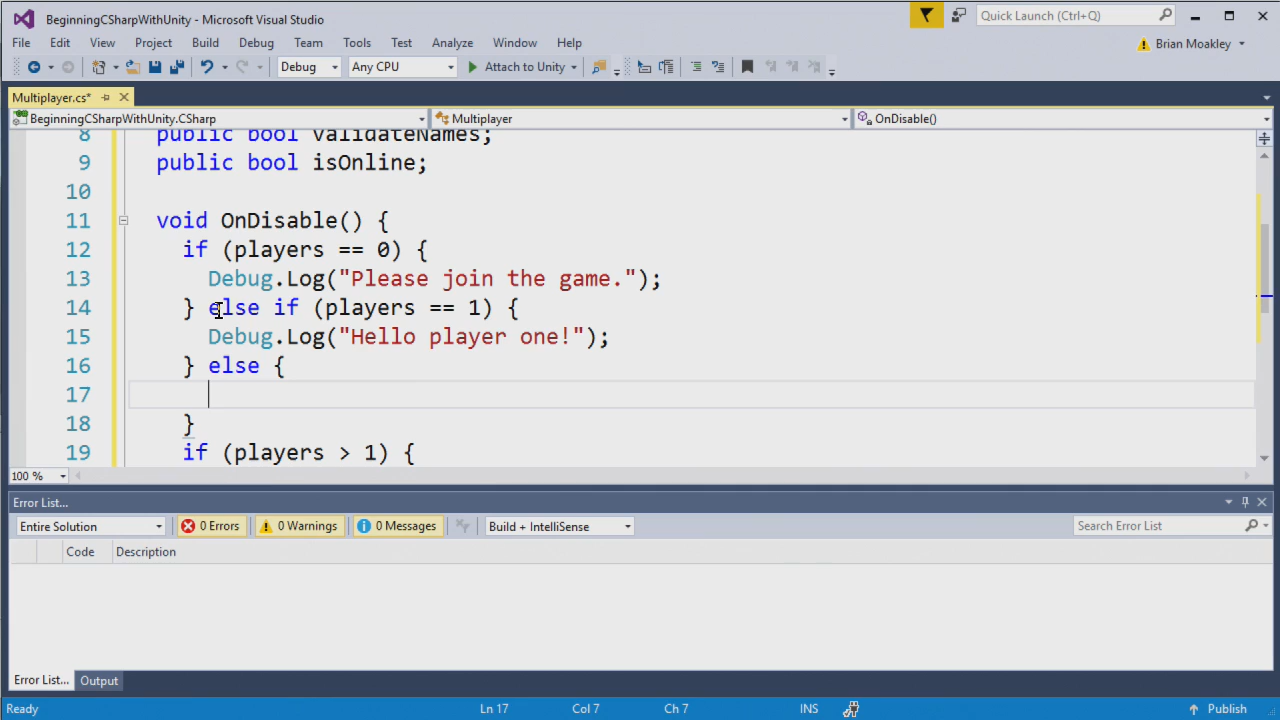 BeginningCSharpWithUnity - Microsoft Visual Studio
Quick Launch (Ctrl+Q)
File Edit View Project Build Debug Team Tools Test Analyze Window Help
Brian Moakley
Debug Any CPU Attach to Unity
Multiplayer.cs*
BeginningCSharpWithUnity.CSharp Multiplayer OnDisable()
8 public bool validateNames;
9 public bool isOnline;
10
11 void OnDisable() {
12 if (players == 0) {
13 Debug.Log("Please join the game.");
14 } else if (players == 1) {
15 Debug.Log("Hello player one!");
16 } else {
17
18 }
19 if (players > 1) {
100 %
Error List...
Entire Solution 0 Errors 0 Warnings 0 Messages Build + IntelliSense Search Error List
Code Description
Error List... Output
Ready Ln 17 Col 7 Ch 7 INS Publish